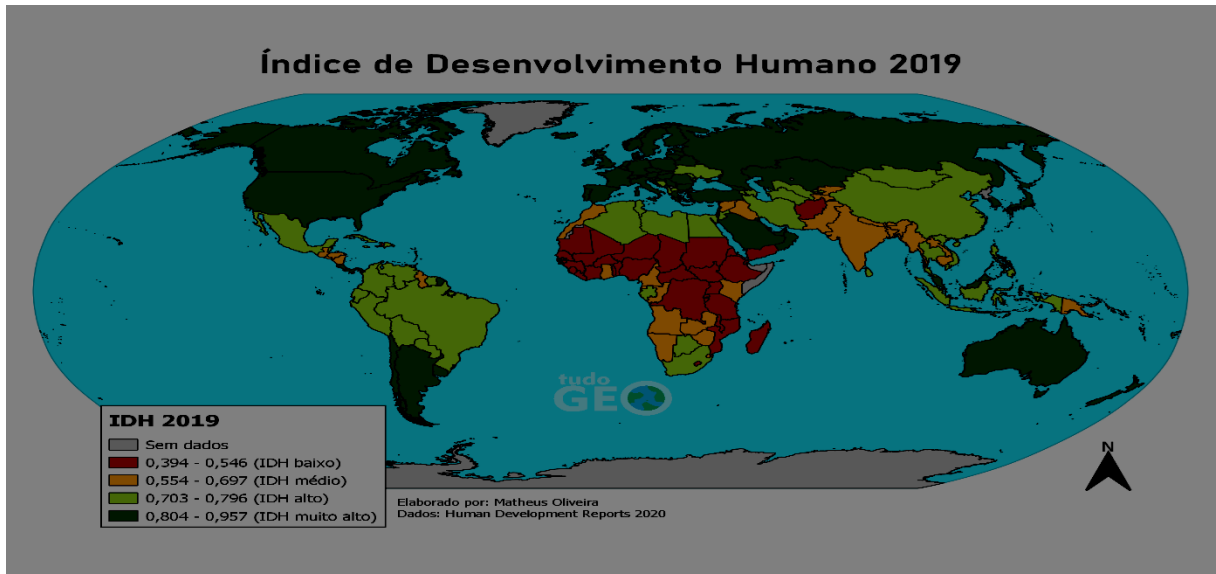 Índice de Desenvolvimento Humano 2019
tudo
GEO
IDH 2019
Sem dados
0,394 - 0,546 (IDH baixo)
0,554 - 0,697 (IDH médio)
0,703 - 0,796 (IDH alto)
0,804 - 0,957 (IDH muito alto)
Elaborado por: Matheus Oliveira
Dados: Human Development Reports 2020
N